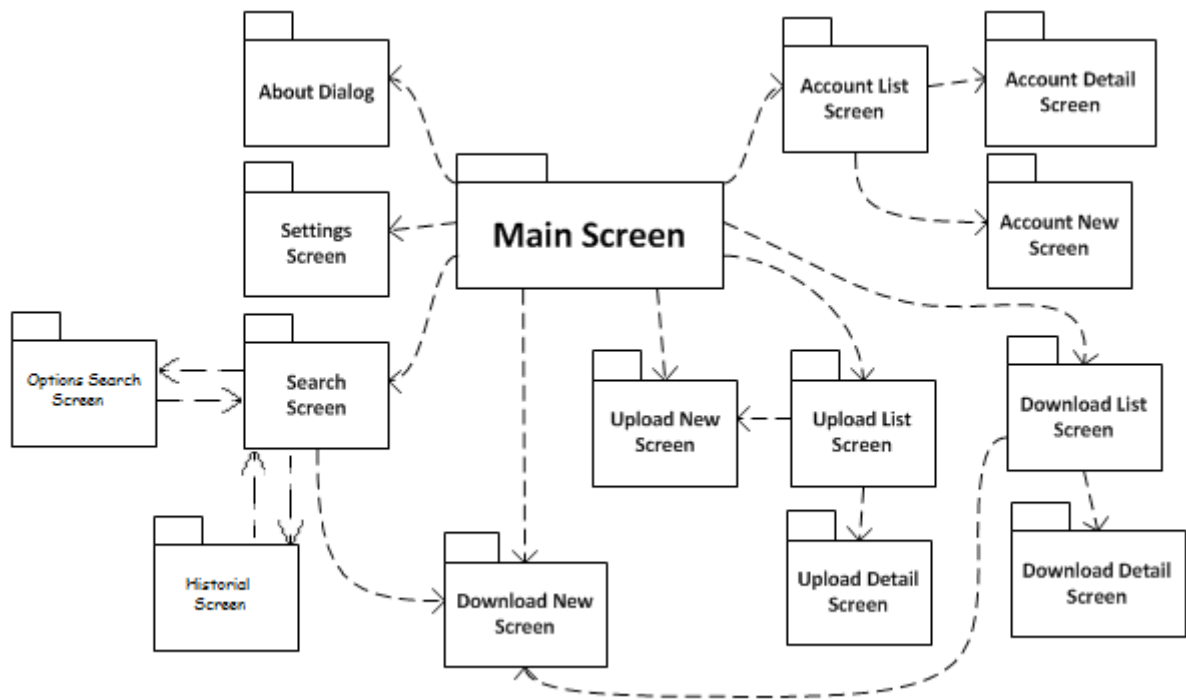 About Dialog
Account List
Screen
Account Detail
Screen
Settings
Screen
Main Screen
Account New
Screen
Options Search
Screen
Search
Screen
Upload New
Screen
Upload List
Screen
Download List
Screen
Historial
Screen
Download New
Screen
Upload Detail
Screen
Download Detail
Screen